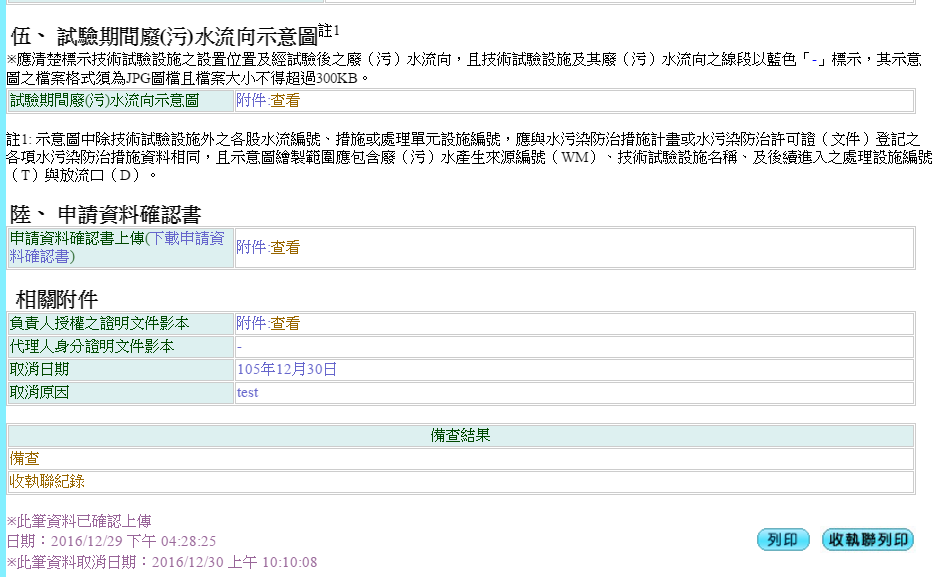 伍、 試驗期間廢(污)水流向示意圖註1
※應清楚標示技術試驗設施之設置位置及經試驗後之廢（污）水流向，且技術試驗設施及其廢（污）水流向之線段以藍色「-」標示，其示意
圖之檔案格式須為JPG圖檔且檔案大小不得超過300KB。
試驗期間廢(污)水流向示意圖 附件:查看
註1: 示意圖中除技術試驗設施外之各股水流編號、措施或處理單元設施編號，應與水污染防治措施計畫或水污染防治許可證（文件）登記之
各項水污染防治措施資料相同，且示意圖繪製範圍應包含廢（污）水產生來源編號（WM）、技術試驗設施名稱、及後續進入之處理設施編號
（T）與放流口（D）。
陸、 申請資料確認書
申請資料確認書上傳(下載申請資
料確認書) 附件:查看
相關附件
負責人授權之證明文件影本 附件:查看
代理人身分證明文件影本 -
取消日期 105年12月30日
取消原因 test
備查結果
備查
收執聯紀錄
※此筆資料已確認上傳
日期：2016/12/29 下午 04:28:25
※此筆資料取消日期：2016/12/30 上午 10:10:08
列印 收執聯列印